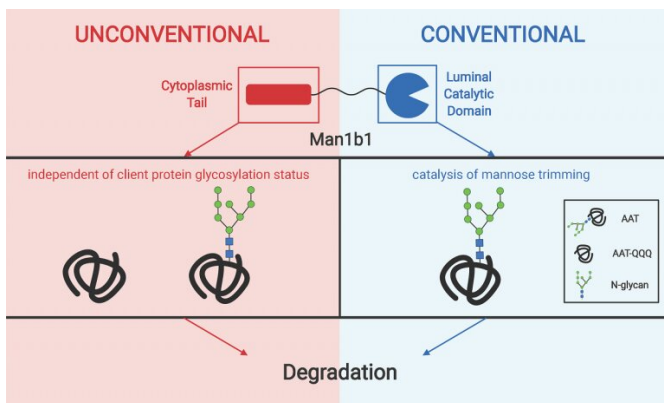 UNCONVENTIONAL
CONVENTIONAL
Cytoplasmic
Tail
Luminal
Catalytic
Domain
Man1b1
independent of client protein glycosylation status
catalysis of mannose trimming
AAT
AAT-QQQ
N-glycan
Degradation